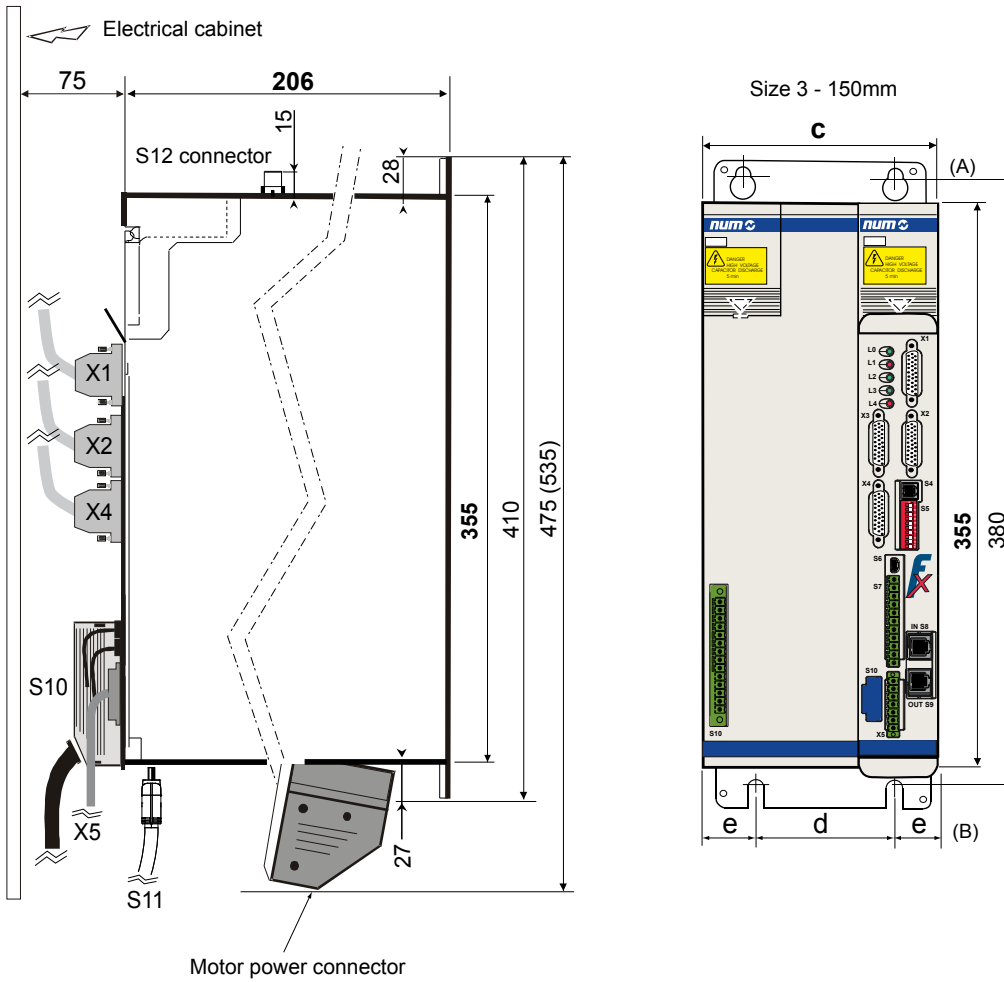 Electrical cabinet
75
206
15
S12 connector
28
X1
X2
X4
355
410
475 (535)
S10
X5
S11
27
Motor power connector
Size 3 - 150mm
c
(A)
num
num
DANGER
HIGH VOLTAGE
CAPACITOR DISCHARGE
5 min
DANGER
HIGH VOLTAGE
CAPACITOR DISCHARGE
5 min
X1
L0
L1
L2
L3
L4
X3
X2
X4
S4
S5
355
380
S6
S7
FX
IN S8
S10
OUT S9
S10
X5
e
d
e
(B)